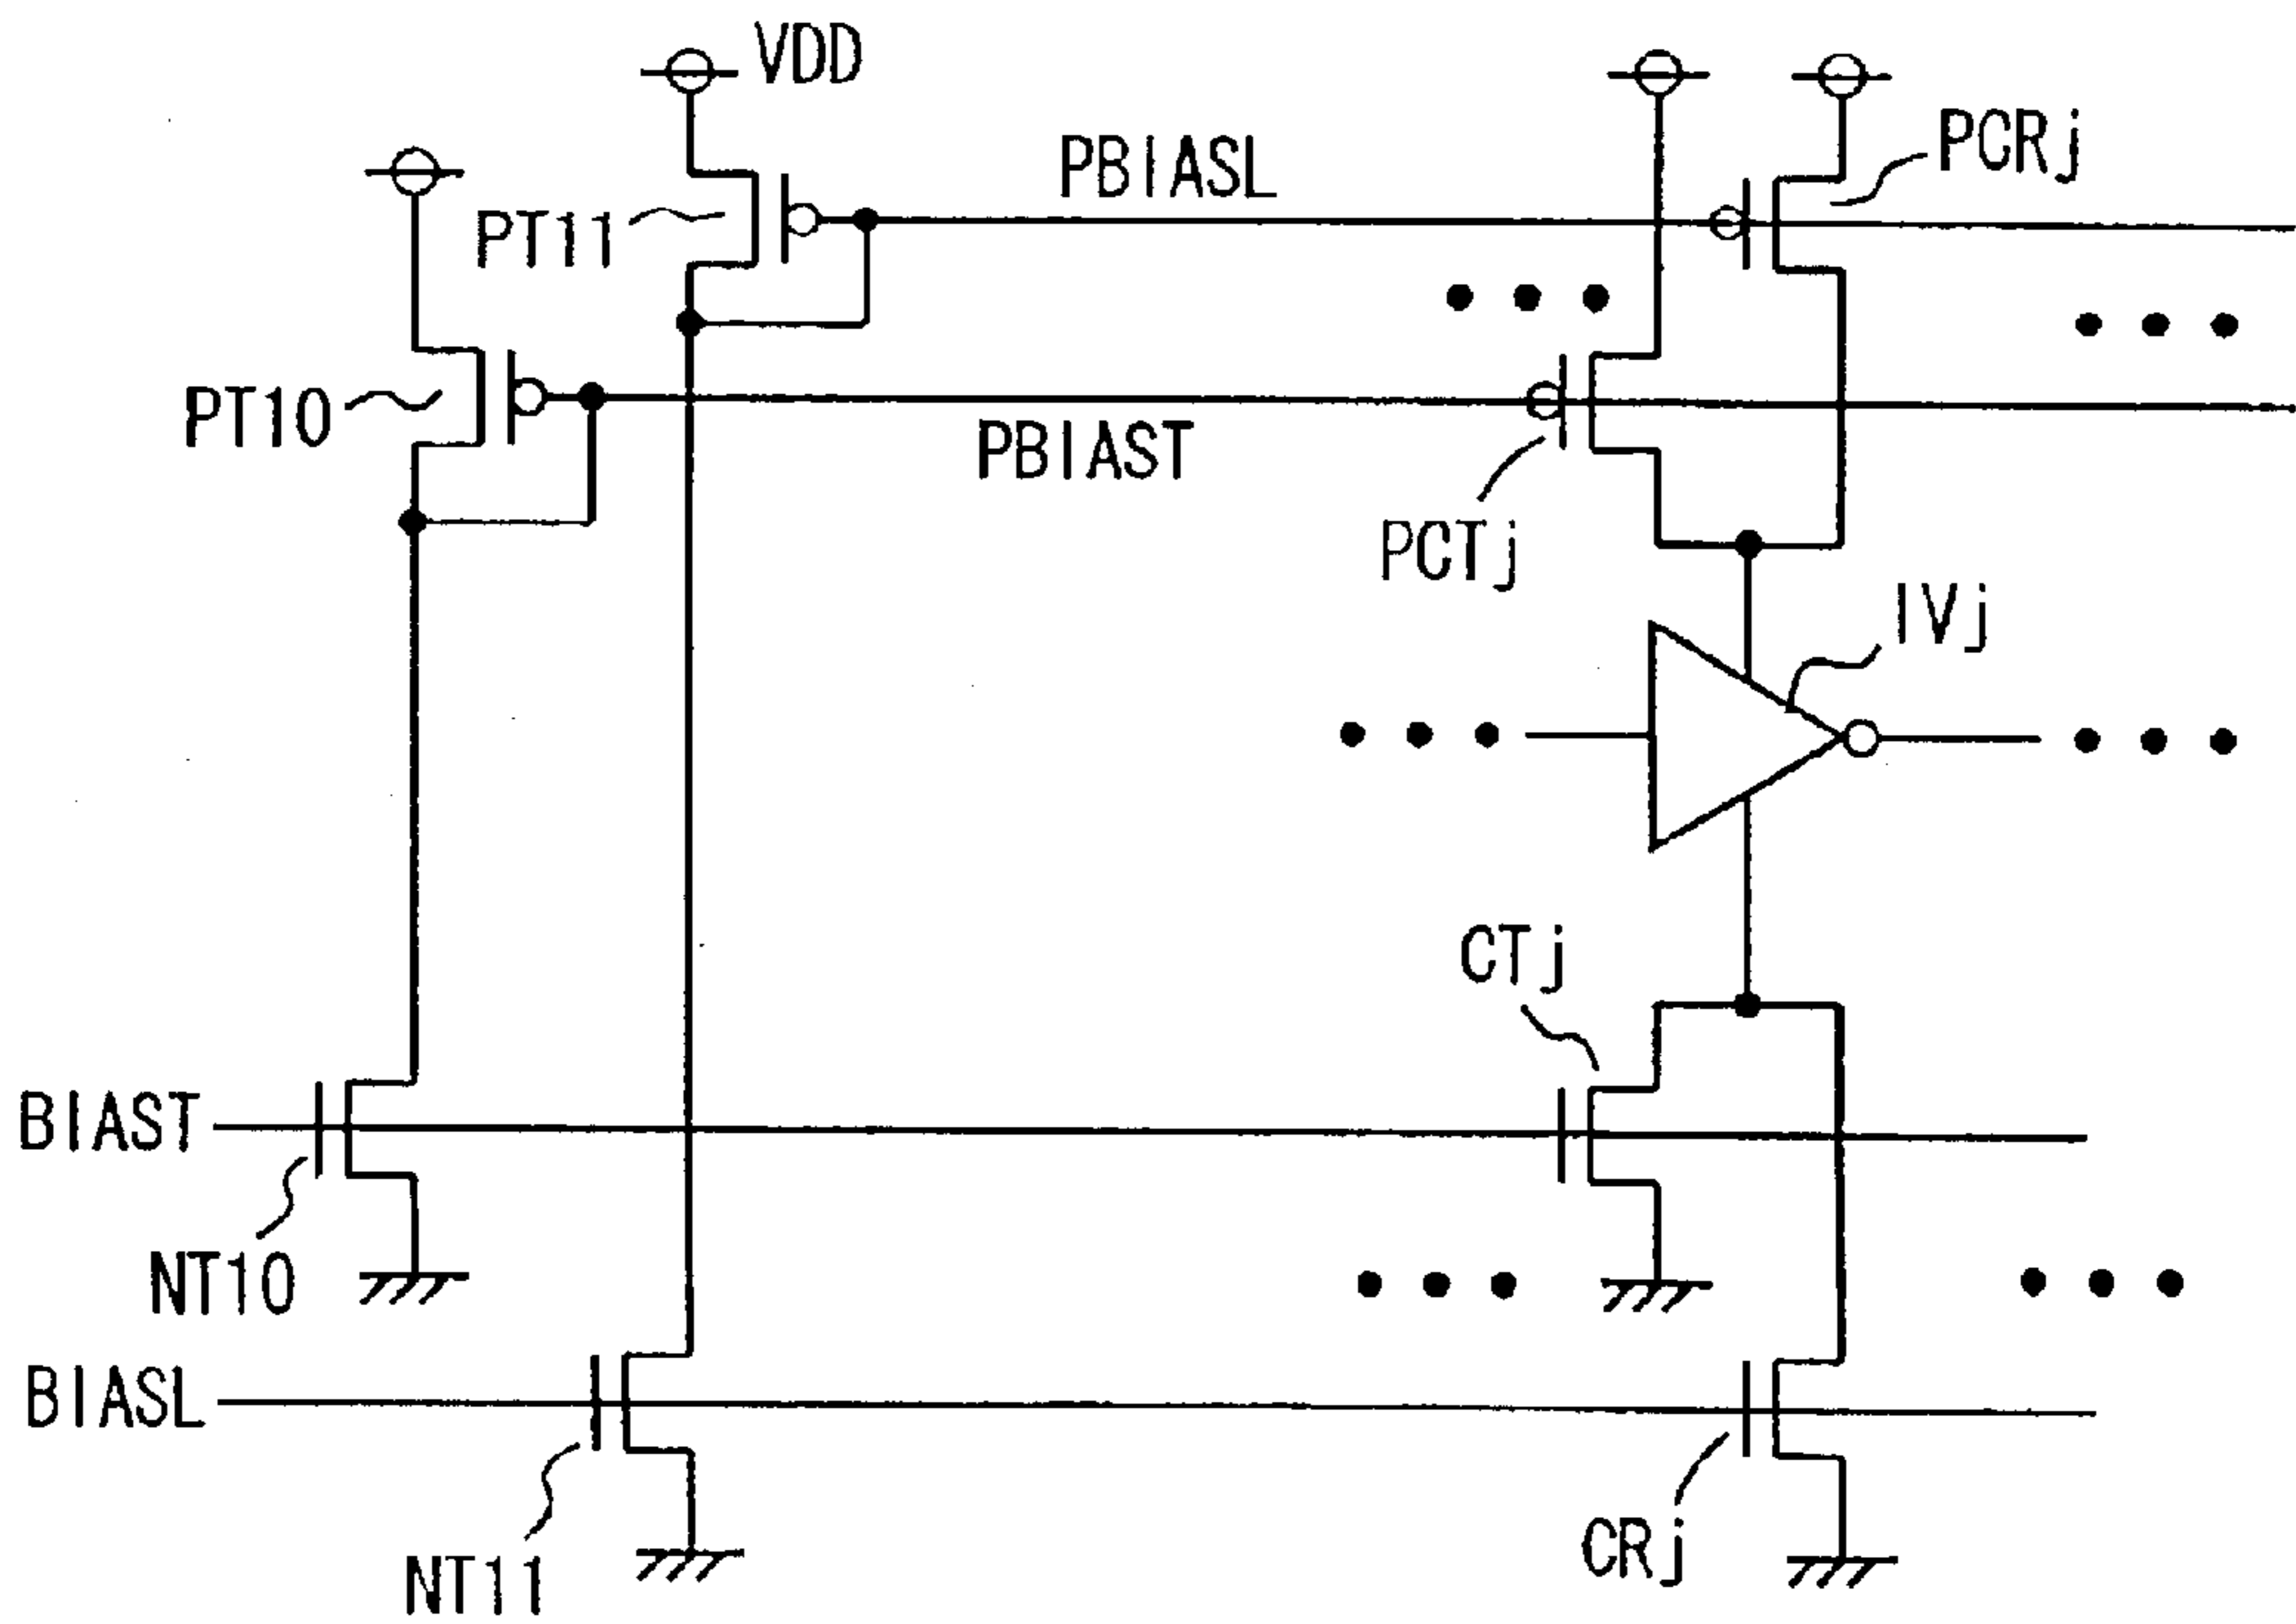 VDD
PBIASL
PCRj
PT11
PT10
PBIAST
PCTj
IVj
CTj
BIAST
NT10
BIASL
NT11
CRj